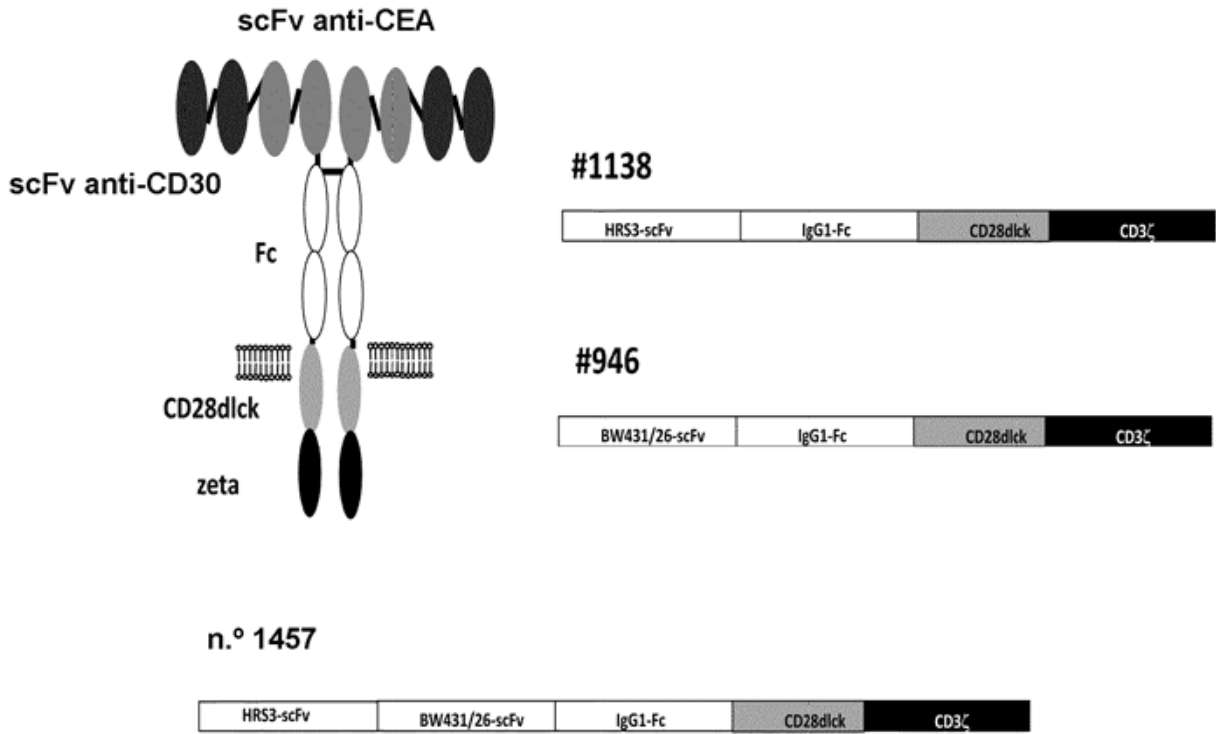 scFv anti-CEA
scFv anti-CD30
Fc
CD28dlck
zeta
#1138
HRS3-scFv IgG1-Fc CD28dlck CD3ζ
#946
BW431/26-scFv IgG1-Fc CD28dlck CD3ζ
n.º 1457
HRS3-scFv BW431/26-scFv IgG1-Fc CD28dlck CD3ζ